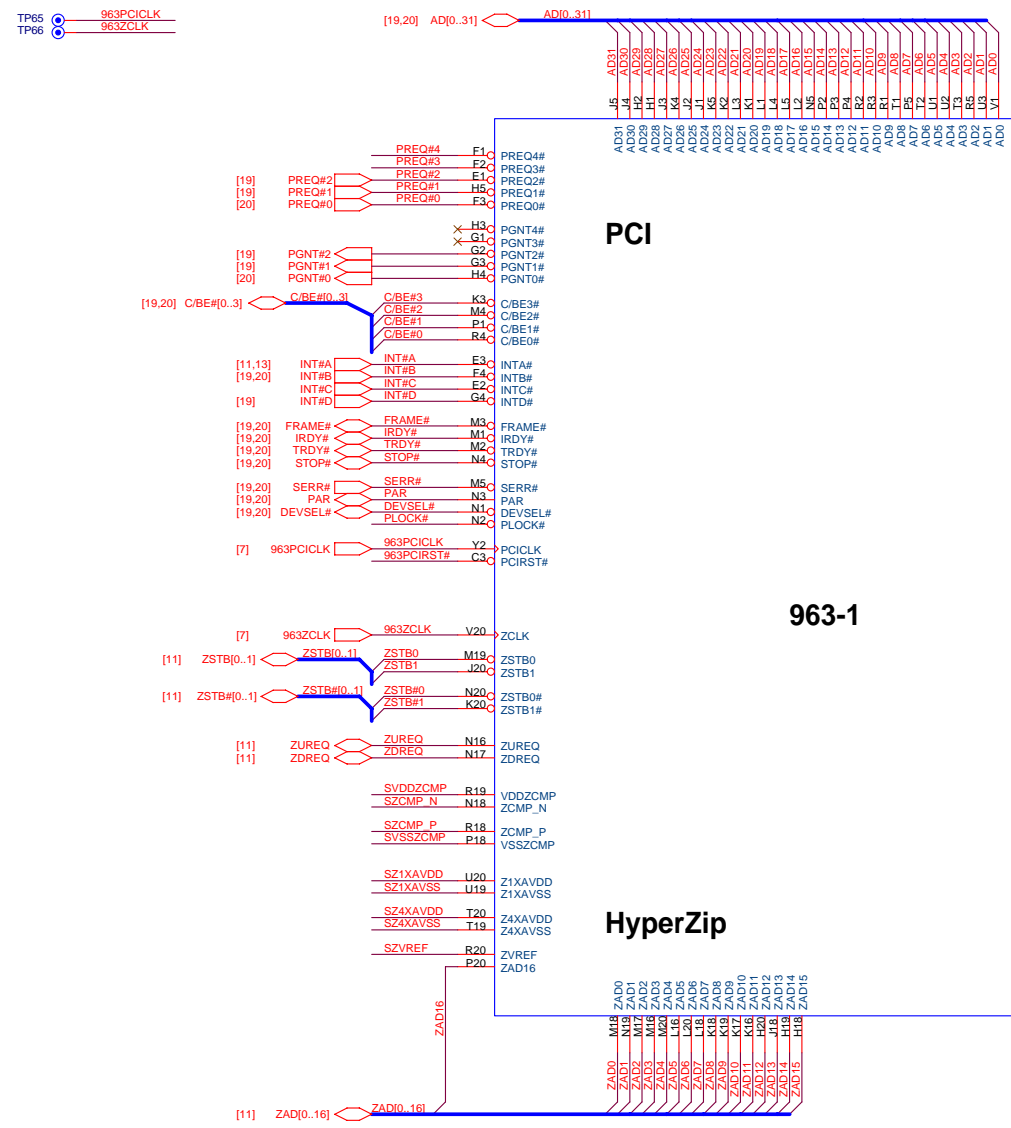 TP65 963PCICLK
TP66 963ZCLK
[19,20] AD[0..31] AD[0..31]
AD31 AD30 AD29 AD28 AD27 AD26 AD25 AD24 AD23 AD22 AD21 AD20 AD19 AD18 AD17 AD16 AD15 AD14 AD13 AD12 AD11 AD10 AD9 AD8 AD7 AD6 AD5 AD4 AD3 AD2 AD1 AD0
J5 J4 H2 H1 J3 K4 J2 J1 K5 K2 L3 K1 L1 L4 L5 L2 N5 P2 P3 P4 R2 R3 R1 T1 P5 T2 U1 U2 T3 R5 U3 V1
AD31 AD30 AD29 AD28 AD27 AD26 AD25 AD24 AD23 AD22 AD21 AD20 AD19 AD18 AD17 AD16 AD15 AD14 AD13 AD12 AD11 AD10 AD9 AD8 AD7 AD6 AD5 AD4 AD3 AD2 AD1 AD0
PREQ#4 F1 PREQ4#
PREQ#3 F2 PREQ3#
[19] PREQ#2 PREQ#2 E1 PREQ2#
[19] PREQ#1 PREQ#1 H5 PREQ1#
[20] PREQ#0 PREQ#0 F3 PREQ0#
PCI
H3 PGNT4#
G1 PGNT3#
[19] PGNT#2 G2 PGNT2#
[19] PGNT#1 G3 PGNT1#
[20] PGNT#0 H4 PGNT0#
[19,20] C/BE#[0..3] C/BE#[0..3] C/BE#3 K3 C/BE3#
C/BE#2 M4 C/BE2#
C/BE#1 P1 C/BE1#
C/BE#0 R4 C/BE0#
[11,13] INT#A INT#A E3 INTA#
[19,20] INT#B INT#B F4 INTB#
INT#C INT#C E2 INTC#
[19] INT#D INT#D G4 INTD#
[19,20] FRAME# FRAME# M3 FRAME#
[19,20] IRDY# IRDY# M1 IRDY#
[19,20] TRDY# TRDY# M2 TRDY#
[19,20] STOP# STOP# N4 STOP#
[19,20] SERR# SERR# M5 SERR#
[19,20] PAR PAR N3 PAR
[19,20] DEVSEL# DEVSEL# N1 DEVSEL#
PLOCK# N2 PLOCK#
[7] 963PCICLK 963PCICLK Y2 PCICLK
963PCIRST# C3 PCIRST#
963-1
[7] 963ZCLK 963ZCLK V20 ZCLK
[11] ZSTB[0..1] ZSTB[0..1] ZSTB0 M19 ZSTB0
ZSTB1 J20 ZSTB1
[11] ZSTB#[0..1] ZSTB#[0..1] ZSTB#0 N20 ZSTB0#
ZSTB#1 K20 ZSTB1#
[11] ZUREQ ZUREQ N16 ZUREQ
[11] ZDREQ ZDREQ N17 ZDREQ
SVDDZCMP R19 VDDZCMP
SZCMP_N N18 ZCMP_N
SZCMP_P R18 ZCMP_P
SVSSZCMP P18 VSSZCMP
SZ1XAVDD U20 Z1XAVDD
SZ1XAVSS U19 Z1XAVSS
SZ4XAVDD T20 Z4XAVDD
SZ4XAVSS T19 Z4XAVSS
HyperZip
SZVREF R20 ZVREF
P20 ZAD16
ZAD16
ZAD0 ZAD1 ZAD2 ZAD3 ZAD4 ZAD5 ZAD6 ZAD7 ZAD8 ZAD9 ZAD10 ZAD11 ZAD12 ZAD13 ZAD14 ZAD15
M18 N19 M17 M16 M20 L16 L20 L18 K18 K19 K17 K16 H20 J18 H19 H18
ZAD0 ZAD1 ZAD2 ZAD3 ZAD4 ZAD5 ZAD6 ZAD7 ZAD8 ZAD9 ZAD10 ZAD11 ZAD12 ZAD13 ZAD14 ZAD15
[11] ZAD[0..16] ZAD[0..16]